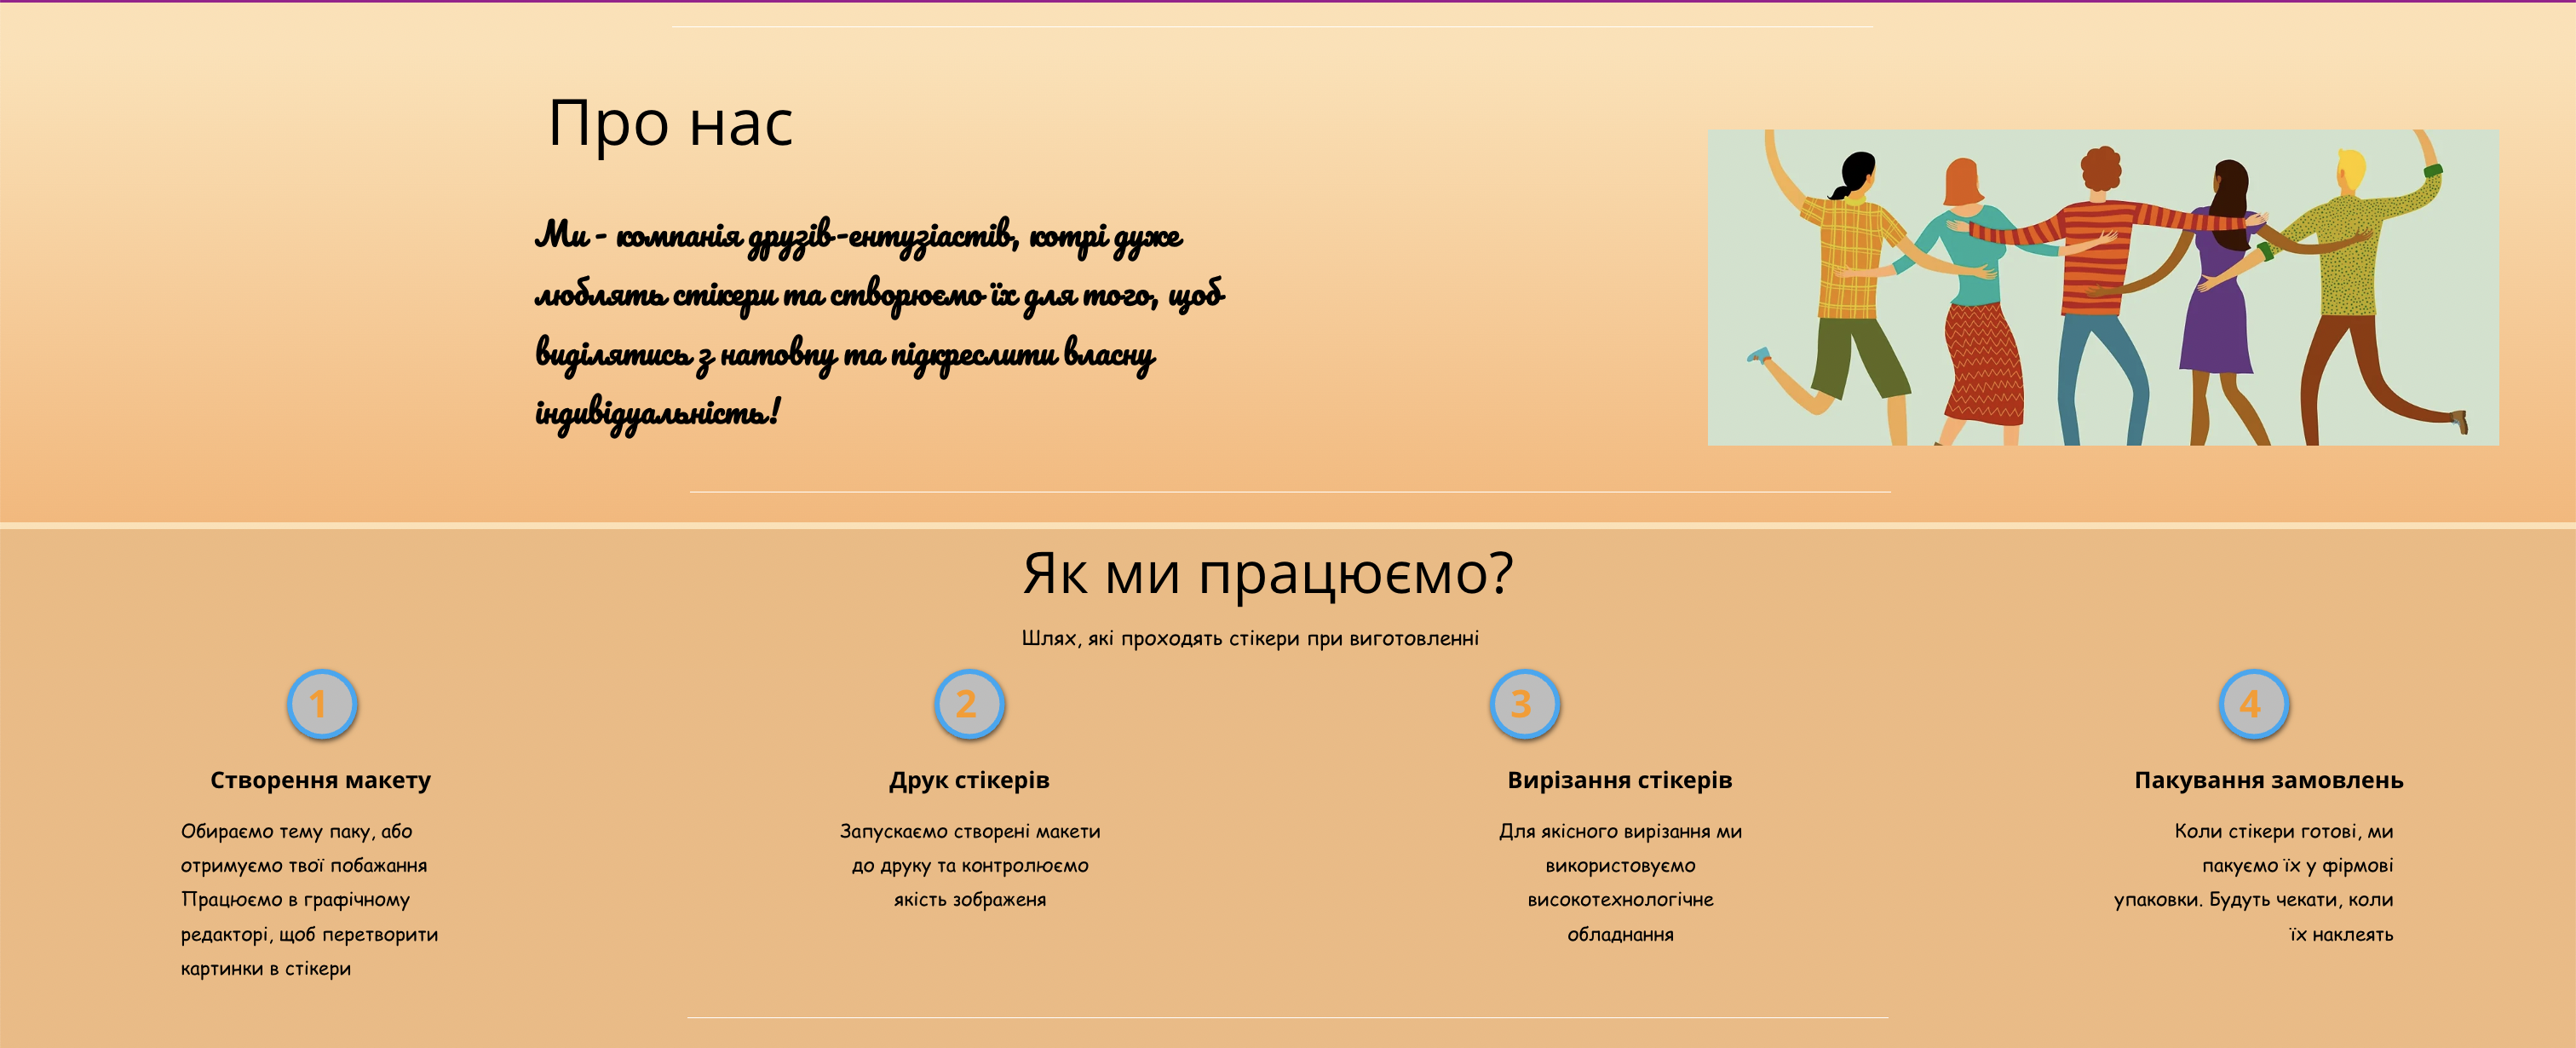 Про нас
Ми - компанія друзів-ентузіастів, котрі дуже
люблять стікери та створюємо їх для того, щоб
виділятись з натовпу та підкреслити власну
індивідуальність!
Як ми працюємо?
Шлях, які проходять стікери при виготовленні
1
Створення макету
Обираємо тему паку, або
отримуємо твої побажання
Працюємо в графічному
редакторі, щоб перетворити
картинки в стікери
2
Друк стікерів
Запускаємо створені макети
до друку та контролюємо
якість зображеня
3
Вирізання стікерів
Для якісного вирізання ми
використовуємо
високотехнологічне
обладнання
4
Пакування замовлень
Коли стікери готові, ми
пакуємо їх у фірмові
упаковки. Будуть чекати, коли
їх наклеять